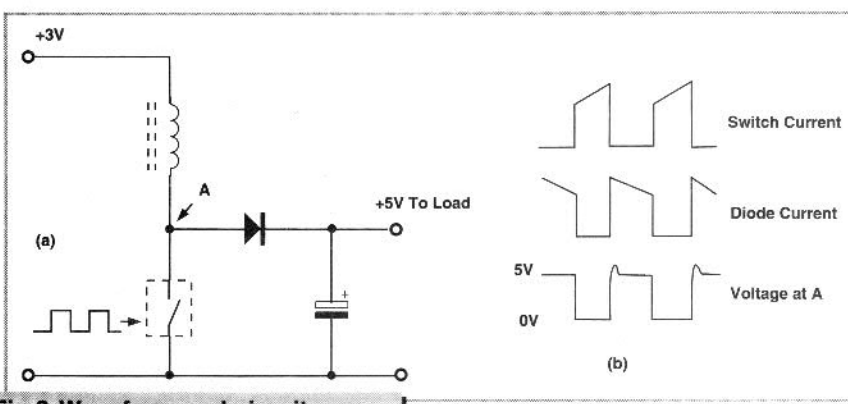 +3V
A
+5V To Load
(a)
+
Switch Current
Diode Current
5V
Voltage at A
0V
(b)